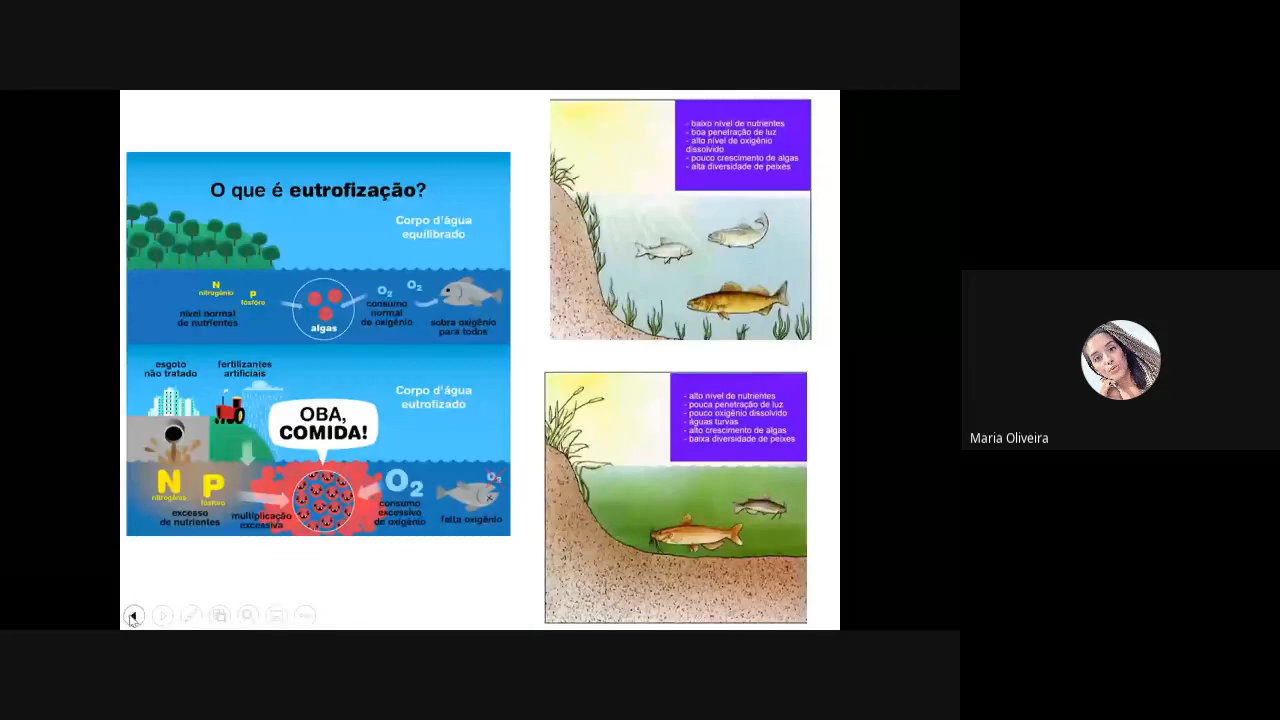 O que é eutrofização?
Corpo d'água
equilibrado
N
nitrogênio
P
fósforo
nível normal
de nutrientes
algas
O₂
O₂
consumo
normal
de oxigênio
sobra oxigênio
para todos
esgoto
não tratado
fertilizantes
artificiais
Corpo d'água
eutrofizado
OBA,
COMIDA!
N
nitrogênio
P
fósforo
excesso
de nutrientes
multiplicação
excessiva
O₂
consumo
excessivo
de oxigênio
O₂
falta oxigênio
- baixo nível de nutrientes
- boa penetração de luz
- alto nível de oxigênio
dissolvido
- pouco crescimento de algas
- alta diversidade de peixes
- alto nível de nutrientes
- pouca penetração de luz
- pouco oxigênio dissolvido
- águas turvas
- alto crescimento de algas
- baixa diversidade de peixes
Maria Oliveira